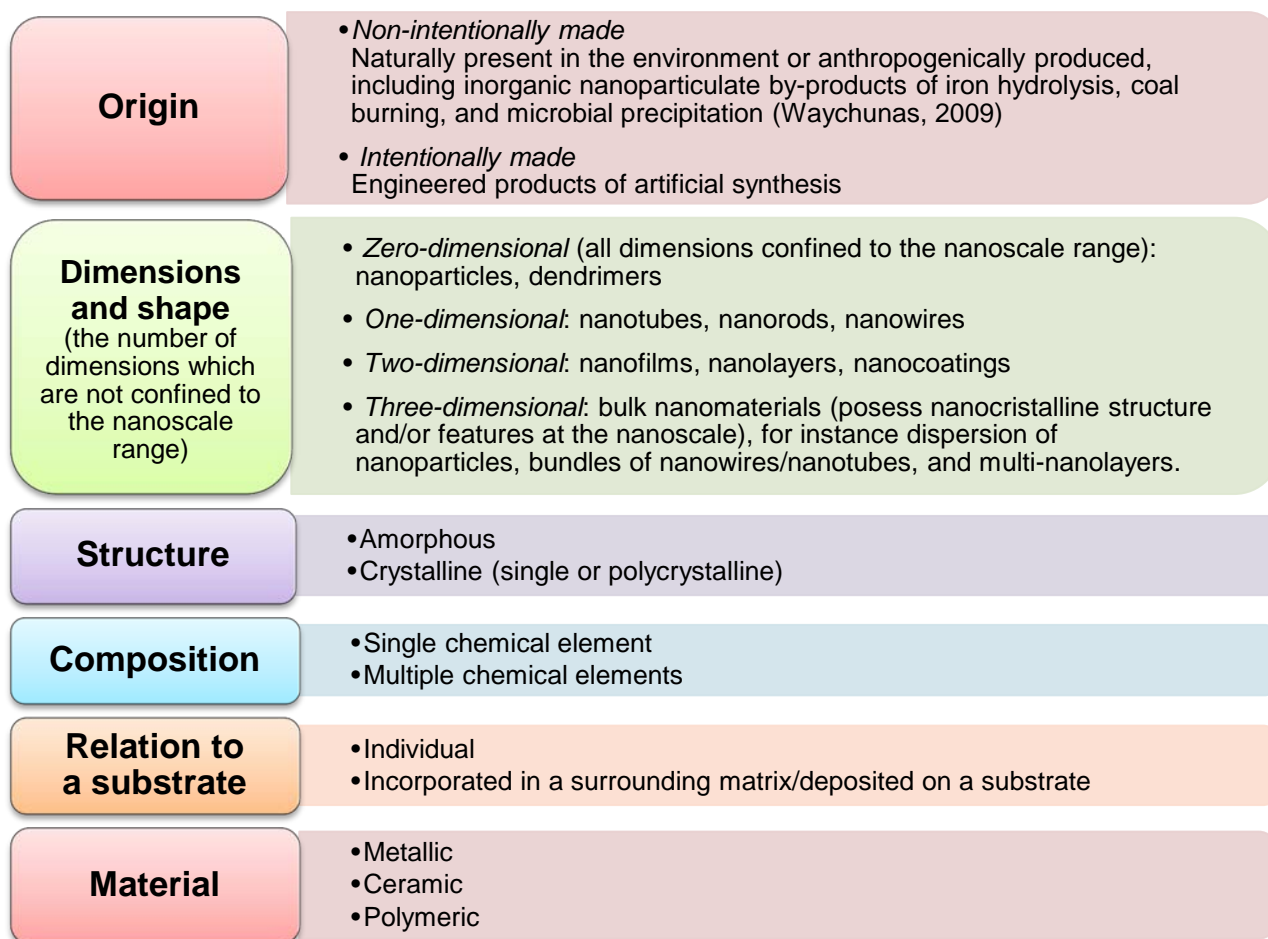 Origin
•Non-intentionally made
Naturally present in the environment or anthropogenically produced,
including inorganic nanoparticulate by-products of iron hydrolysis, coal
burning, and microbial precipitation (Waychunas, 2009)
• Intentionally made
Engineered products of artificial synthesis
Dimensions
and shape
(the number of
dimensions which
are not confined to
the nanoscale
range)
• Zero-dimensional (all dimensions confined to the nanoscale range):
nanoparticles, dendrimers
• One-dimensional: nanotubes, nanorods, nanowires
• Two-dimensional: nanofilms, nanolayers, nanocoatings
• Three-dimensional: bulk nanomaterials (posess nanocristalline structure
and/or features at the nanoscale), for instance dispersion of
nanoparticles, bundles of nanowires/nanotubes, and multi-nanolayers.
Structure
•Amorphous
•Crystalline (single or polycrystalline)
Composition
•Single chemical element
•Multiple chemical elements
Relation to
a substrate
•Individual
•Incorporated in a surrounding matrix/deposited on a substrate
Material
•Metallic
•Ceramic
•Polymeric